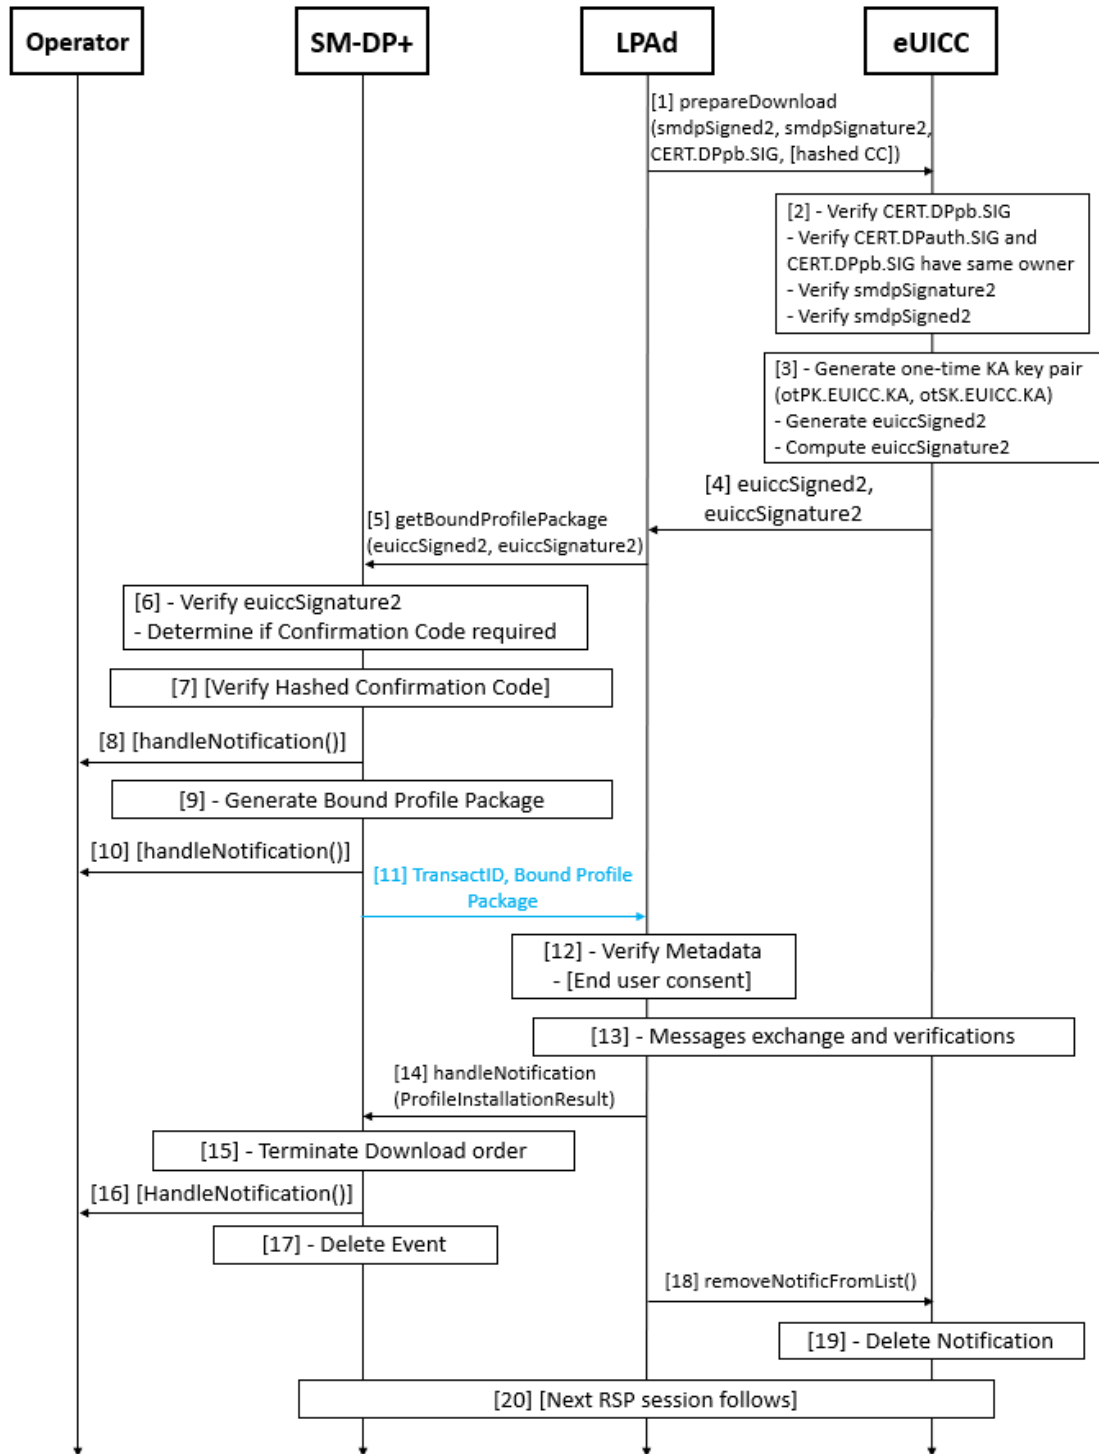 Operator
SM-DP+
LPAd
eUICC
[1] prepareDownload
(smdpSigned2, smdpSignature2,
CERT.DPpb.SIG, [hashed CC])
[2] - Verify CERT.DPpb.SIG
- Verify CERT.DPauth.SIG and
CERT.DPpb.SIG have same owner
- Verify smdpSignature2
- Verify smdpSigned2
[3] - Generate one-time KA key pair
(otPK.EUICC.KA, otSK.EUICC.KA)
- Generate euiccSigned2
- Compute euiccSignature2
[4] euiccSigned2,
euiccSignature2
[5] getBoundProfilePackage
(euiccSigned2, euiccSignature2)
[6] - Verify euiccSignature2
- Determine if Confirmation Code required
[7] [Verify Hashed Confirmation Code]
[8] [handleNotification()]
[9] - Generate Bound Profile Package
[10] [handleNotification()]
[11] TransactID, Bound Profile
Package
[12] - Verify Metadata
- [End user consent]
[13] - Messages exchange and verifications
[14] handleNotification
(ProfileInstallationResult)
[15] - Terminate Download order
[16] [HandleNotification()]
[17] - Delete Event
[18] removeNotificFromList()
[19] - Delete Notification
[20] [Next RSP session follows]